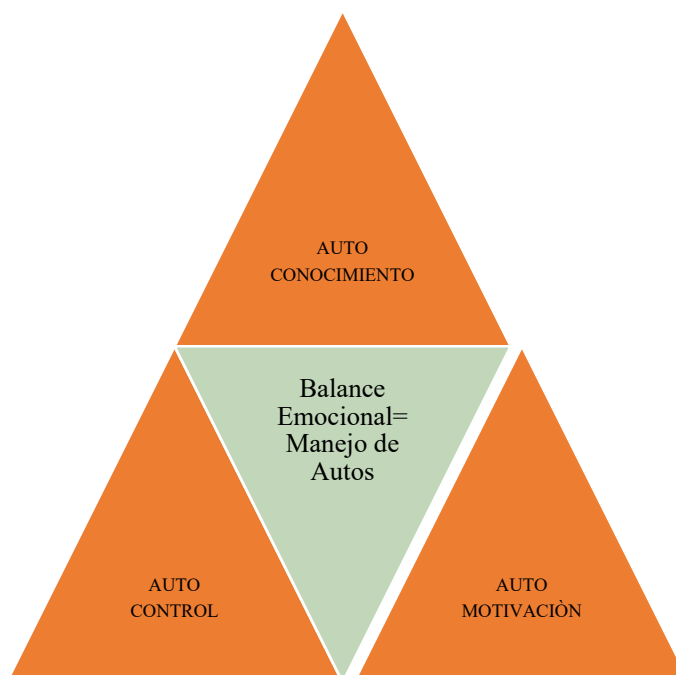 AUTO
CONOCIMIENTO
Balance
Emocional=
Manejo de
Autos
AUTO
CONTROL
AUTO
MOTIVACIÒN